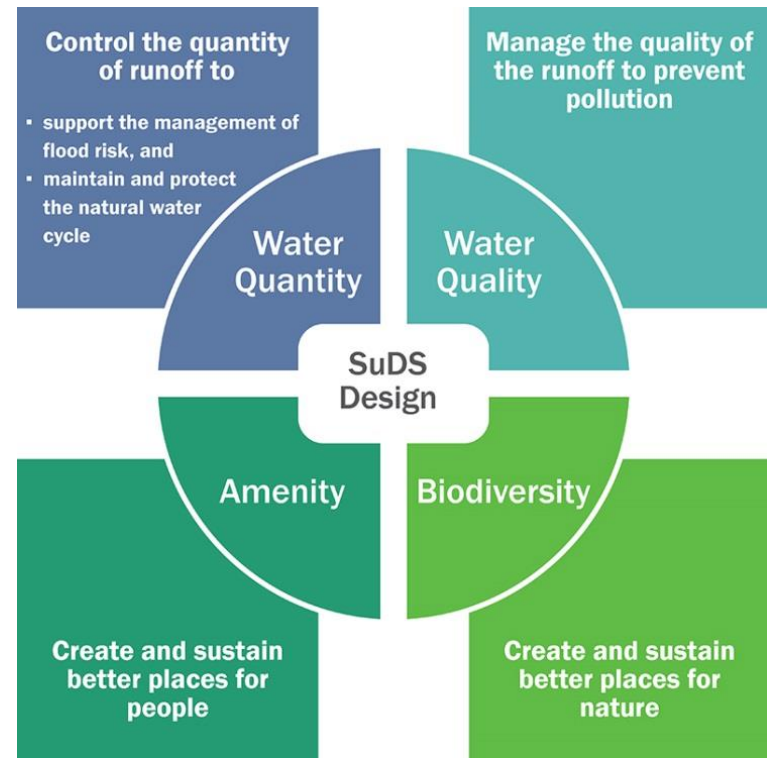 Control the quantity
of runoff to
▪ support the management of
flood risk, and
▪ maintain and protect
the natural water
cycle
Water
Quantity
Manage the quality of
the runoff to prevent
pollution
Water
Quality
SuDS
Design
Amenity
Create and sustain
better places for
people
Biodiversity
Create and sustain
better places for
nature